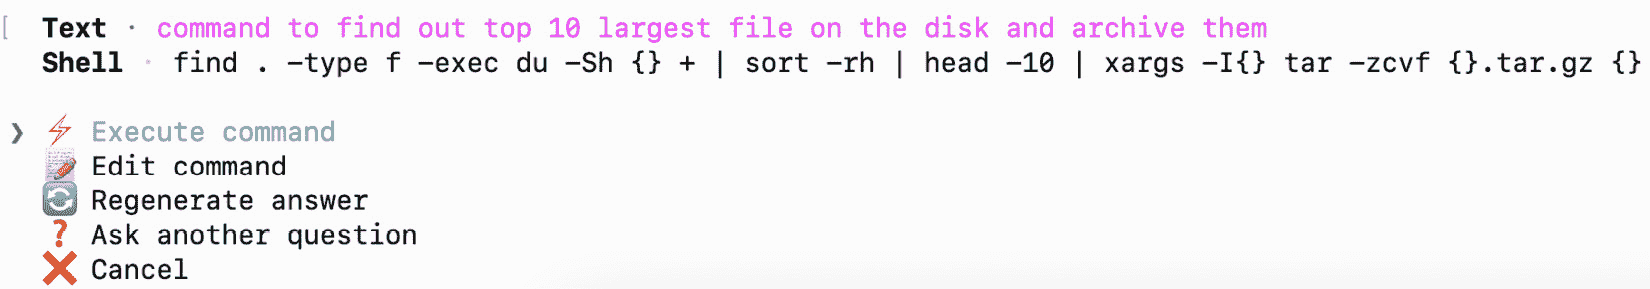 [ Text · command to find out top 10 largest file on the disk and archive them
Shell · find . -type f -exec du -Sh {} + | sort -rh | head -10 | xargs -I{} tar -zcvf {}.tar.gz {}
❯ ⚡ Execute command
📝 Edit command
🔄 Regenerate answer
❓ Ask another question
❌ Cancel